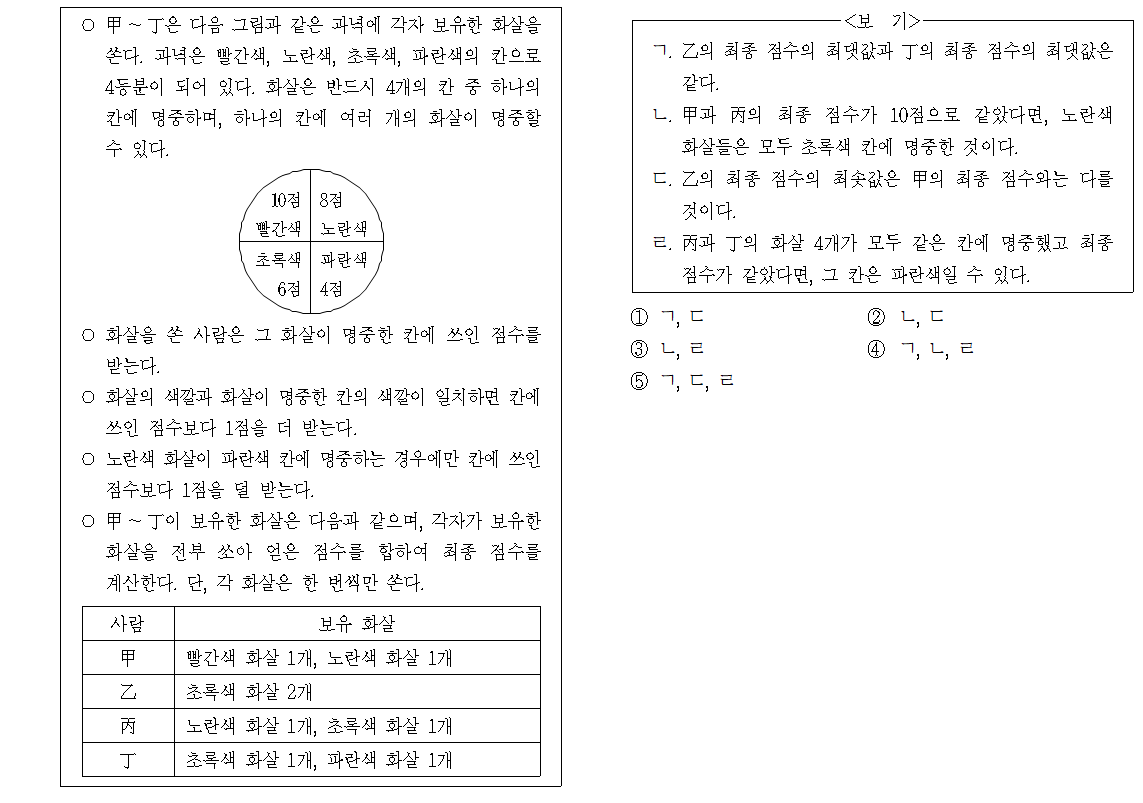 ○ 甲～丁은 다음 그림과 같은 과녁에 각자 보유한 화살을
쏜다. 과녁은 빨간색, 노란색, 초록색, 파란색의 칸으로
4등분이 되어 있다. 화살은 반드시 4개의 칸 중 하나의
칸에 명중하며, 하나의 칸에 여러 개의 화살이 명중할
수 있다.
10점 8점
빨간색 노란색
초록색 파란색
6점 4점
○ 화살을 쏜 사람은 그 화살이 명중한 칸에 쓰인 점수를
받는다.
○ 화살의 색깔과 화살이 명중한 칸의 색깔이 일치하면 칸에
쓰인 점수보다 1점을 더 받는다.
○ 노란색 화살이 파란색 칸에 명중하는 경우에만 칸에 쓰인
점수보다 1점을 덜 받는다.
○ 甲～丁이 보유한 화살은 다음과 같으며, 각자가 보유한
화살을 전부 쏘아 얻은 점수를 합하여 최종 점수를
계산한다. 단, 각 화살은 한 번씩만 쏜다.
사람 보유 화살
甲 빨간색 화살 1개, 노란색 화살 1개
乙 초록색 화살 2개
丙 노란색 화살 1개, 초록색 화살 1개
丁 초록색 화살 1개, 파란색 화살 1개
<보 기>
ㄱ. 乙의 최종 점수의 최댓값과 丁의 최종 점수의 최댓값은
같다.
ㄴ. 甲과 丙의 최종 점수가 10점으로 같았다면, 노란색
화살들은 모두 초록색 칸에 명중한 것이다.
ㄷ. 乙의 최종 점수의 최솟값은 甲의 최종 점수와는 다를
것이다.
ㄹ. 丙과 丁의 화살 4개가 모두 같은 칸에 명중했고 최종
점수가 같았다면, 그 칸은 파란색일 수 있다.
① ㄱ, ㄷ ② ㄴ, ㄷ
③ ㄴ, ㄹ ④ ㄱ, ㄴ, ㄹ
⑤ ㄱ, ㄷ, ㄹ